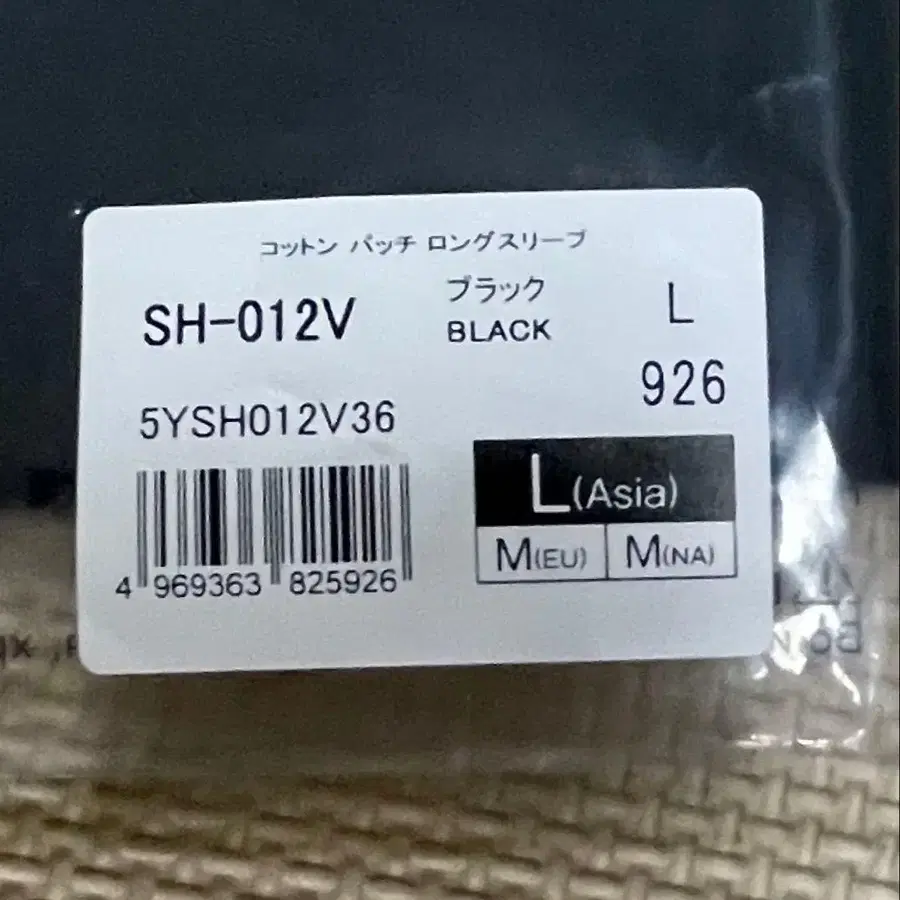 コットン パッチ ロングスリーブ
SH-012V
ブラック
BLACK
L
926
5YSH012V36
L(Asia)
M(EU) M(NA)
4 969363 825926